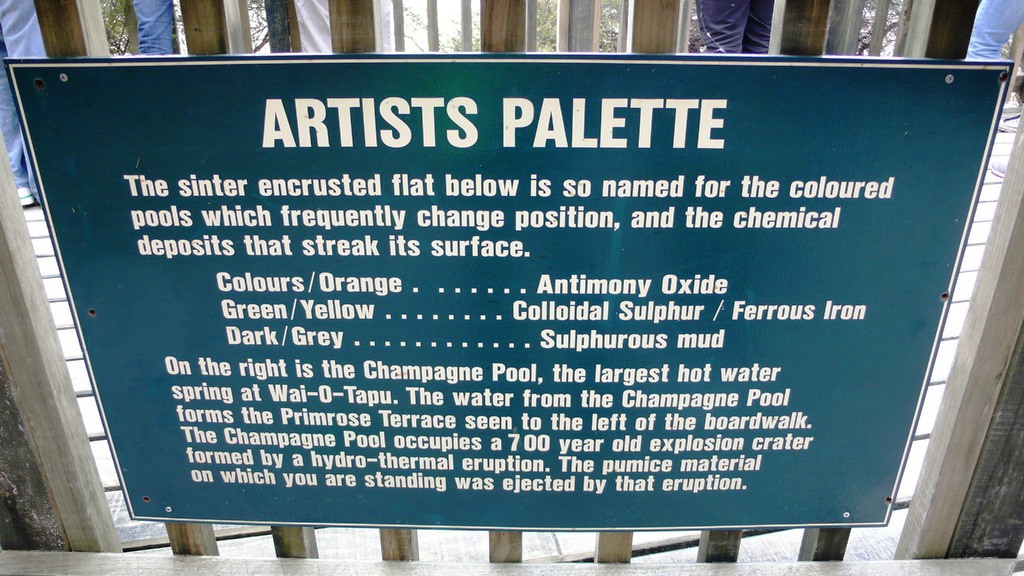 ARTISTS PALETTE
The sinter encrusted flat below is so named for the coloured
pools which frequently change position, and the chemical
deposits that streak its surface.
Colours/Orange . . . . . . . Antimony Oxide
Green/Yellow . . . . . . . . Colloidal Sulphur / Ferrous Iron
Dark/Grey . . . . . . . . . . . . Sulphurous mud
On the right is the Champagne Pool, the largest hot water
spring at Wai-O-Tapu. The water from the Champagne Pool
forms the Primrose Terrace seen to the left of the boardwalk.
The Champagne Pool occupies a 700 year old explosion crater
formed by a hydro-thermal eruption. The pumice material
on which you are standing was ejected by that eruption.